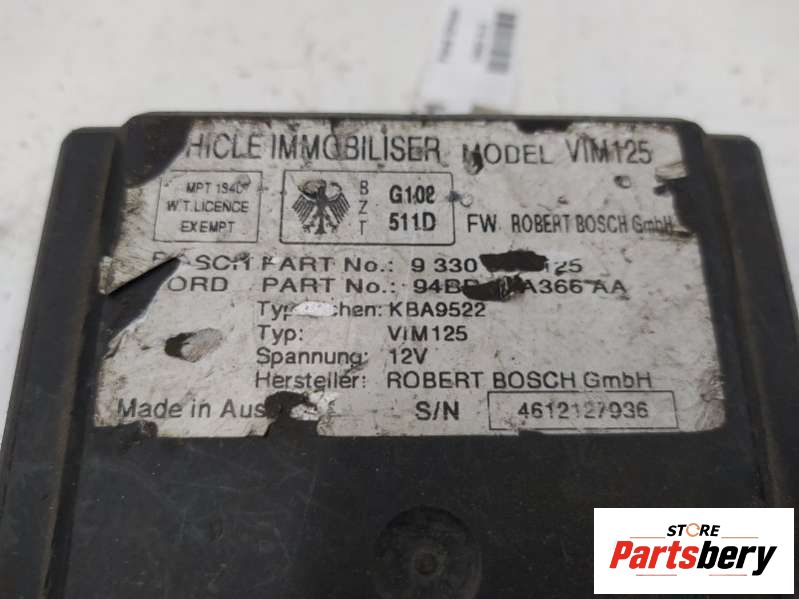 HICLE IMMOBILISER MODEL VIM125
MPT 1340
W.T. LICENCE
EXEMPT
BZT
G108
511D
FW. ROBERT BOSCH GmbH
PART No.: 9 330 125
ORD PART No.: 94B A366 AA
Typ chen: KBA9522
Typ: VIM125
Spannung: 12V
Hersteller: ROBERT BOSCH GmbH
Made in Aus
S/N 4612127936
STORE
Partsbery